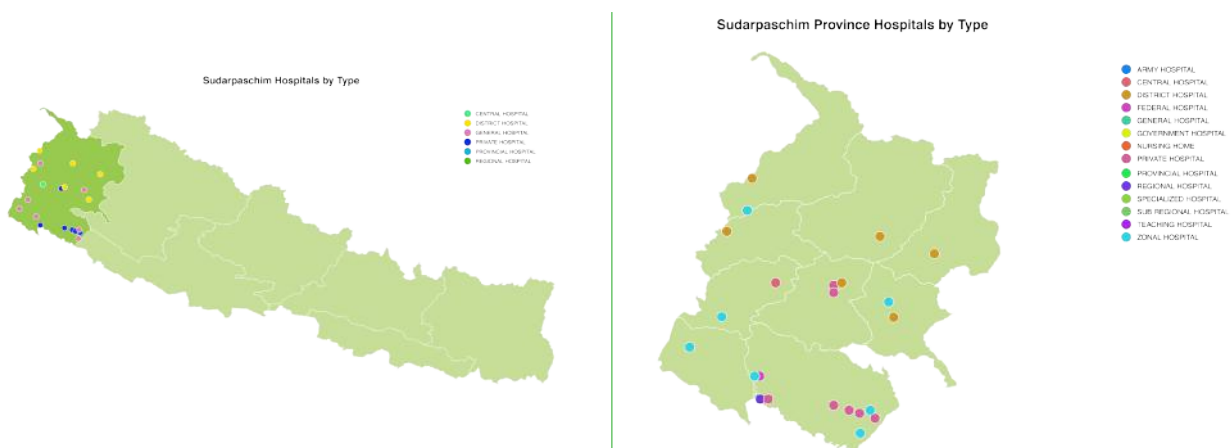 Sudarpaschim Hospitals by Type
CENTRAL HOSPITAL
DISTRICT HOSPITAL
GENERAL HOSPITAL
PRIVATE HOSPITAL
PROVINCIAL HOSPITAL
REGIONAL HOSPITAL
Sudarpaschim Province Hospitals by Type
ARMY HOSPITAL
CENTRAL HOSPITAL
DISTRICT HOSPITAL
FEDERAL HOSPITAL
GENERAL HOSPITAL
GOVERNMENT HOSPITAL
NURSING HOME
PRIVATE HOSPITAL
PROVINCIAL HOSPITAL
REGIONAL HOSPITAL
SPECIALIZED HOSPITAL
SUB REGIONAL HOSPITAL
TEACHING HOSPITAL
ZONAL HOSPITAL